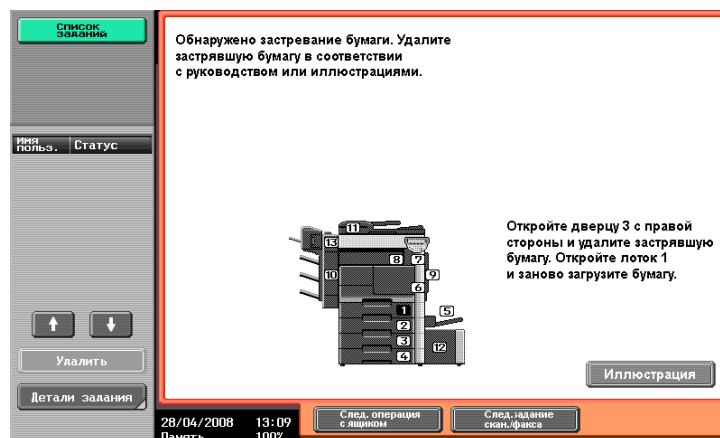 Список
заданий
Обнаружено застревание бумаги. Удалите
застрявшую бумагу в соответствии
с руководством или иллюстрациями.
Имя
польз.
Статус
11
13
8
7
10
9
6
1
5
2
3
12
4
Откройте дверцу 3 с правой
стороны и удалите застрявшую
бумагу. Откройте лоток 1
и заново загрузите бумагу.
Удалить
Иллюстрация
Детали задания
28/04/2008 13:09
Память 100%
След. операция
с ящиком
След.задание
скан./факса